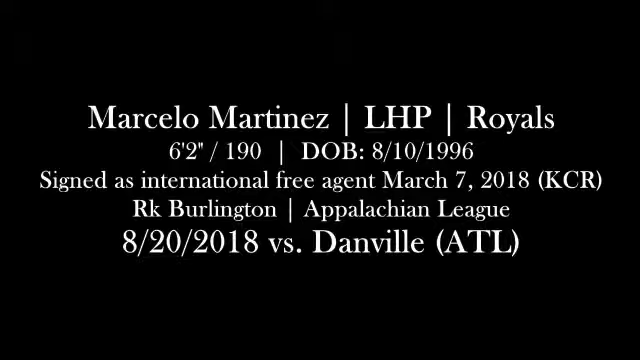 Marcelo Martinez | LHP | Royals
6'2" / 190 | DOB: 8/10/1996
Signed as international free agent March 7, 2018 (KCR)
Rk Burlington | Appalachian League
8/20/2018 vs. Danville (ATL)